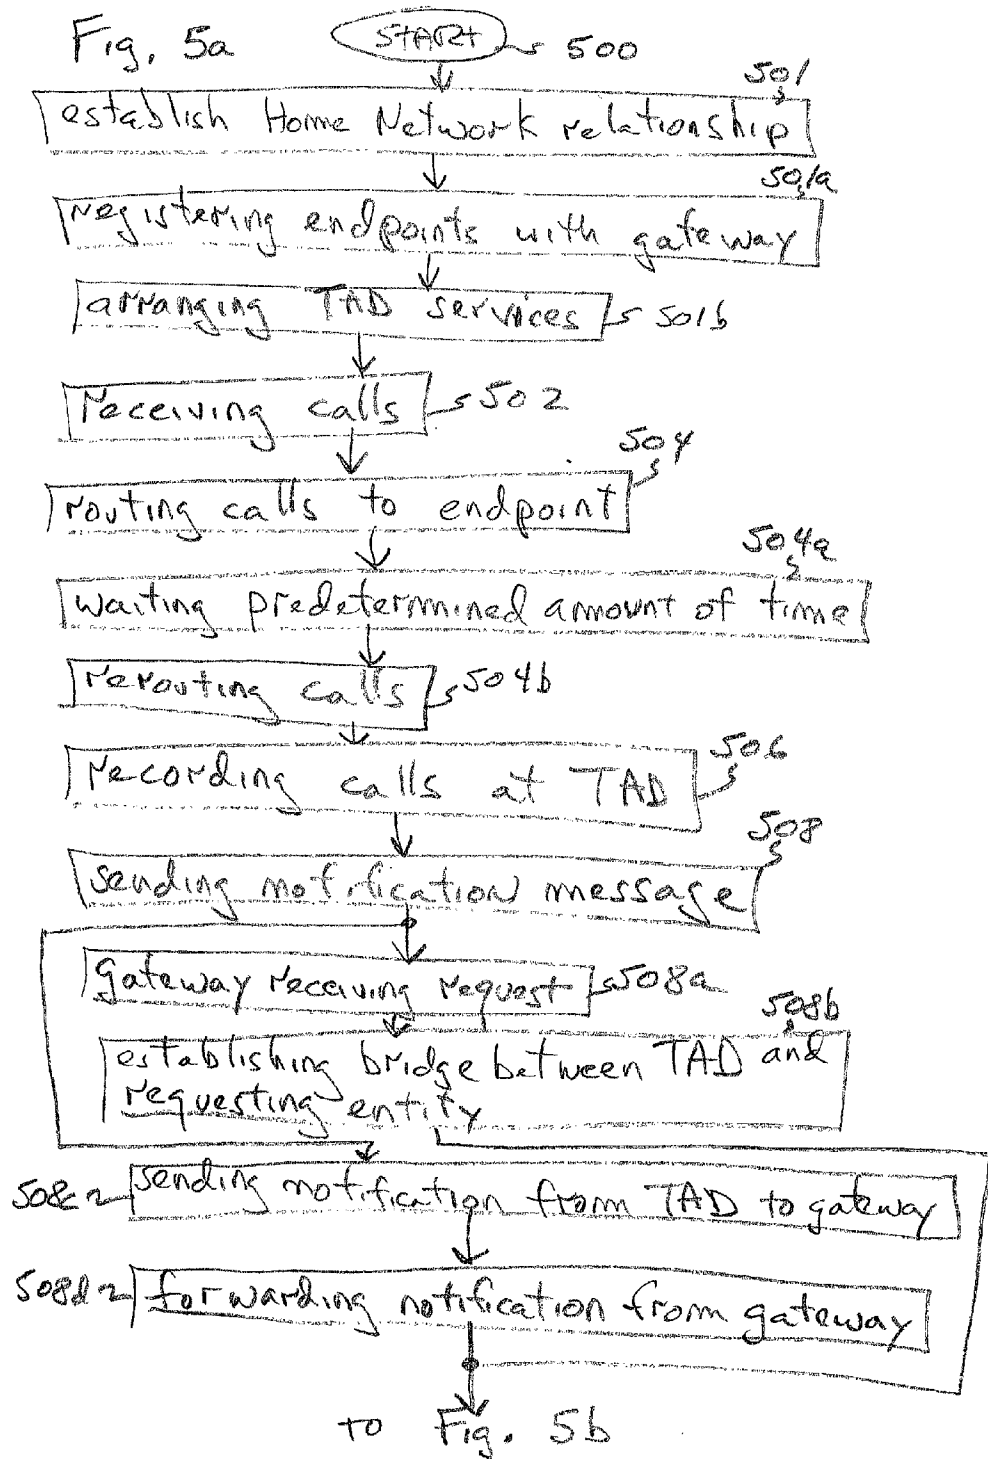 Fig. 5a
START 500
501
establish Home Network relationship
501a
registering endpoints with gateway
arranging TAD services 501b
receiving calls 502
504
routing calls to endpoint
504a
waiting predetermined amount of time
rerouting calls 504b
506
recording calls at TAD
508
sending notification message
gateway receiving request 508a
508b
establishing bridge between TAD and
requesting entity
508c sending notification from TAD to gateway
508d forwarding notification from gateway
to Fig. 5b